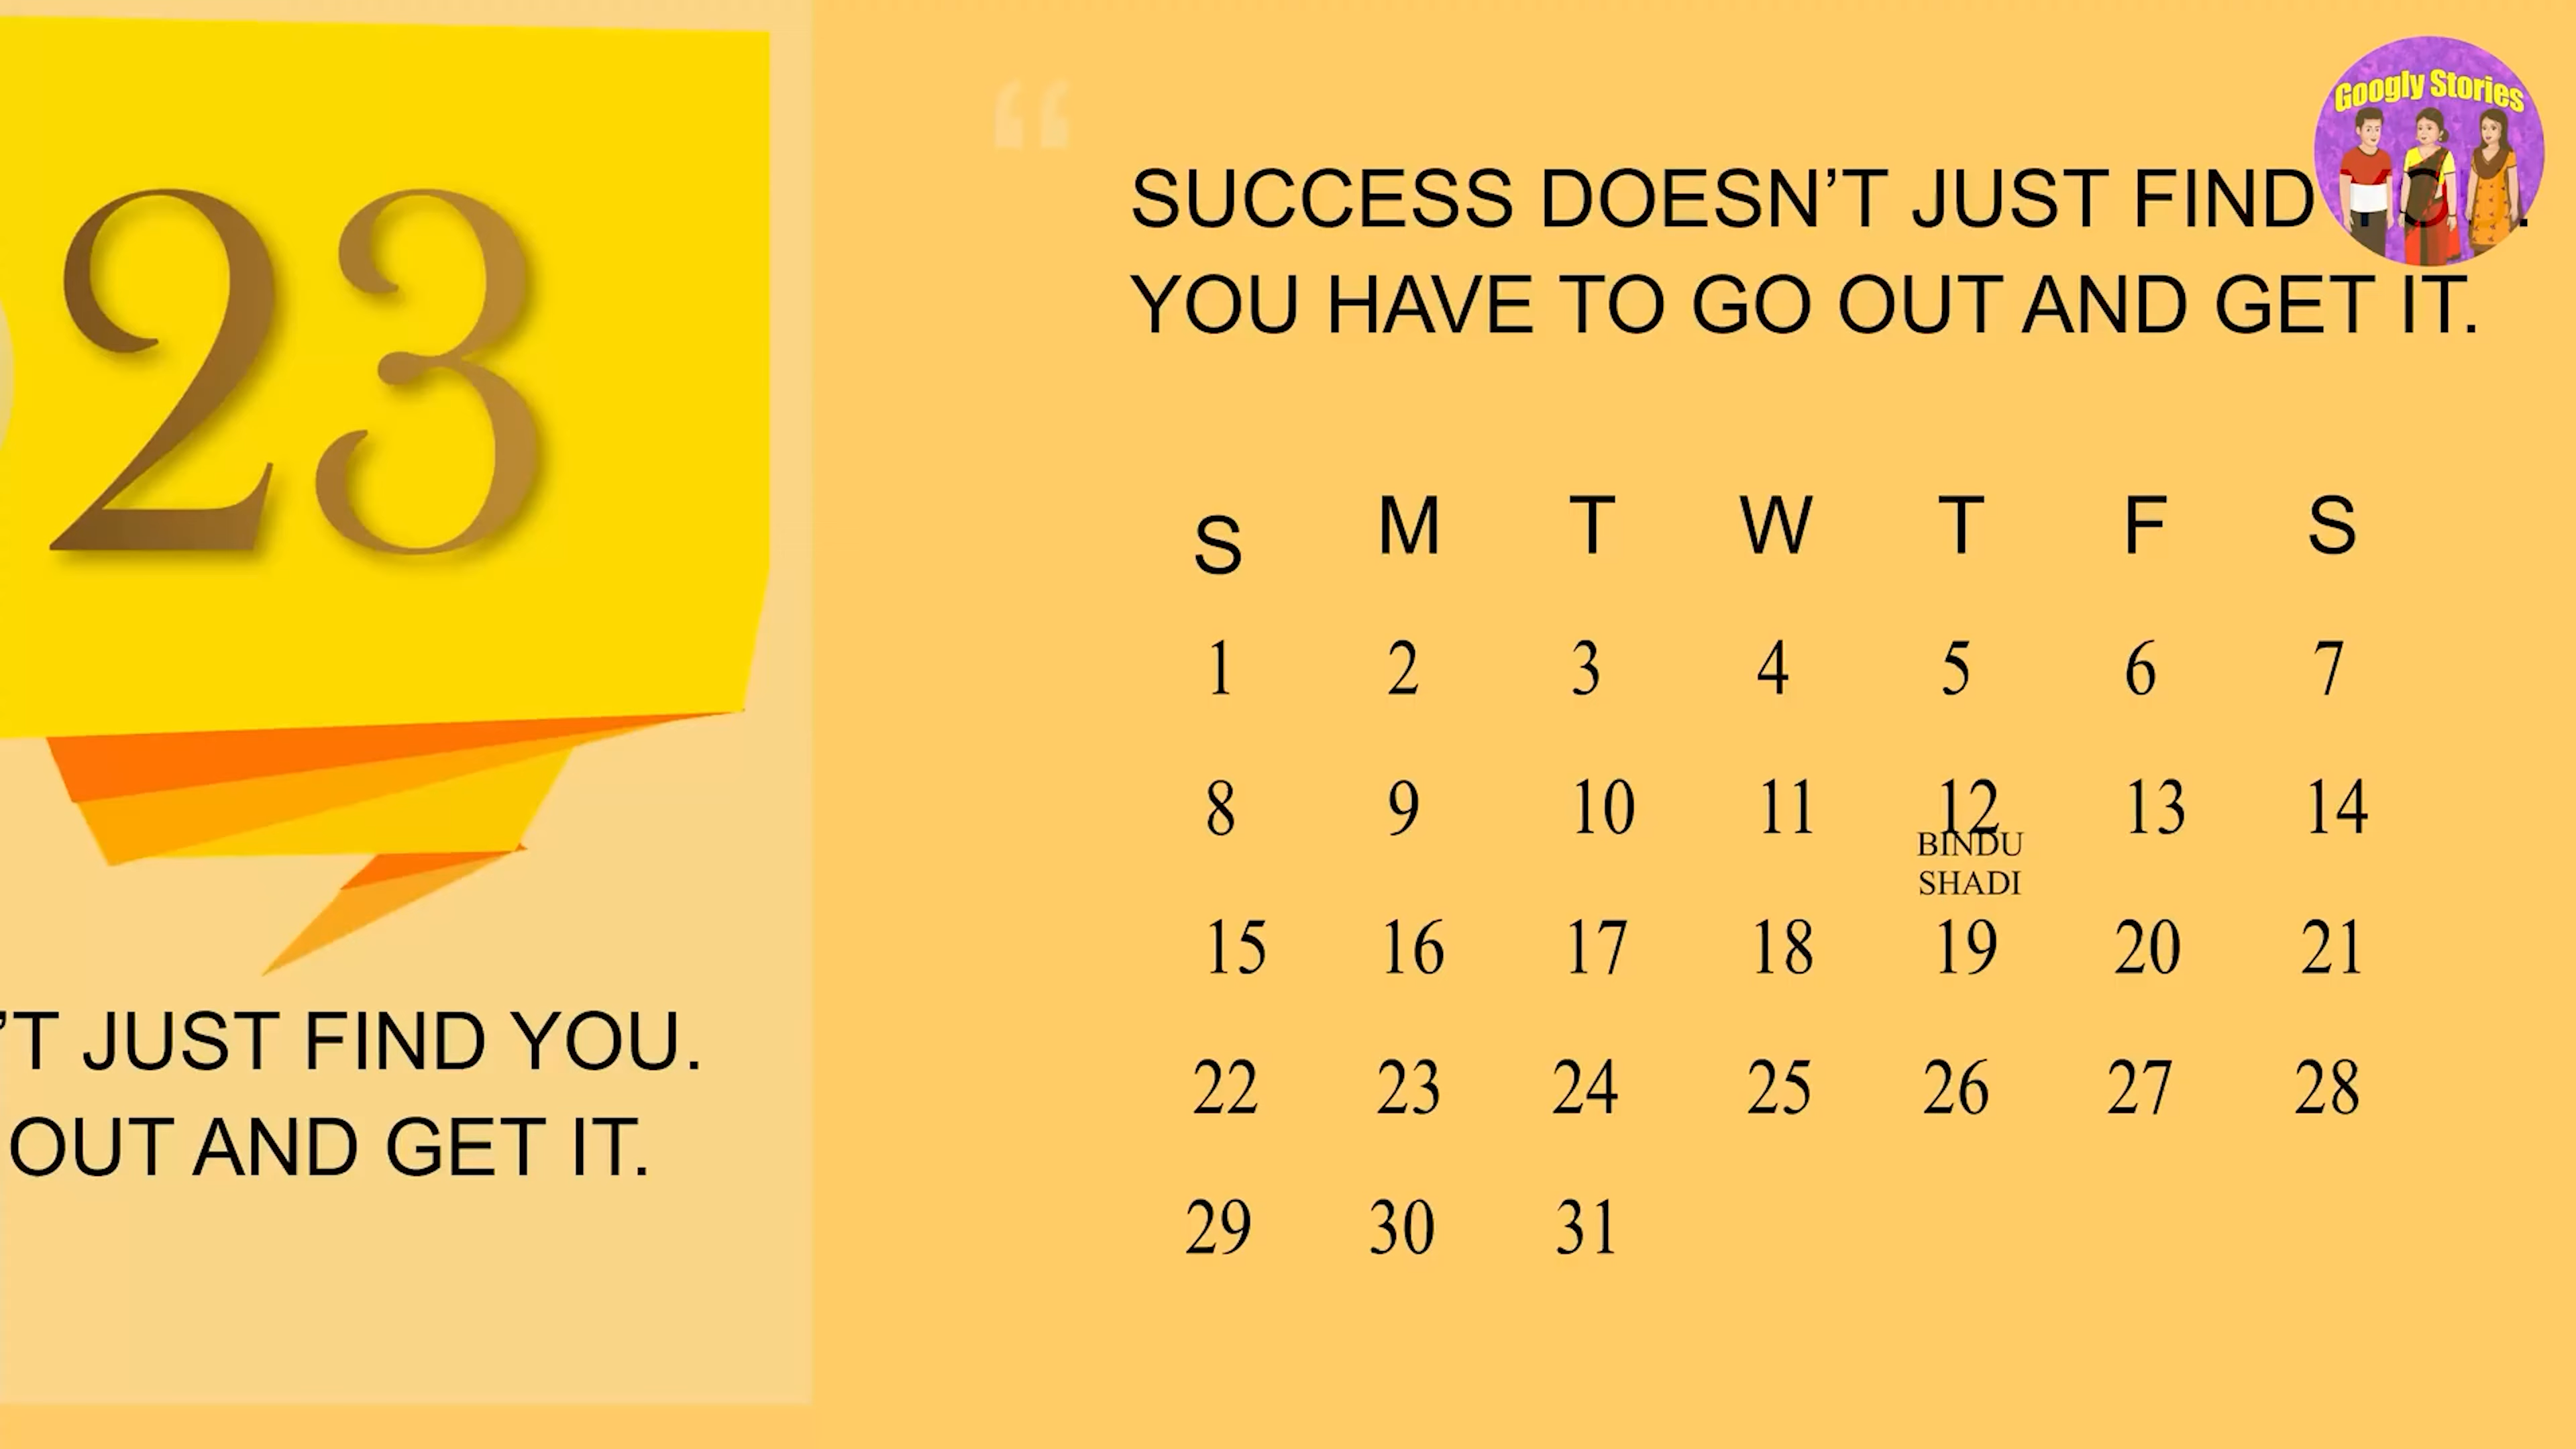 23
’T JUST FIND YOU.
OUT AND GET IT.
“
SUCCESS DOESN’T JUST FIND
YOU HAVE TO GO OUT AND GET IT.
Googly Stories
S M T W T F S
1 2 3 4 5 6 7
8 9 10 11 12 13 14
BINDU
SHADI
15 16 17 18 19 20 21
22 23 24 25 26 27 28
29 30 31